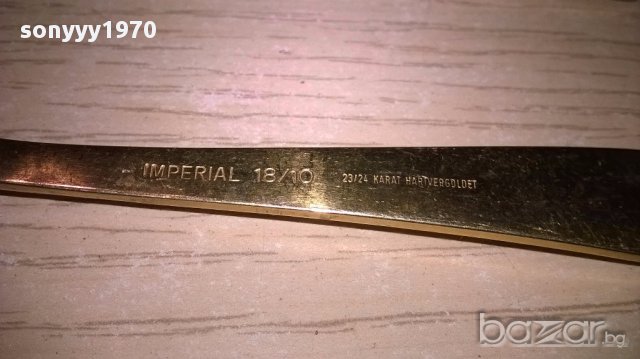 sonyyy1970
IMPERIAL 18/10 23/24 KARAT HARTVERGOLDET
bazar.bg